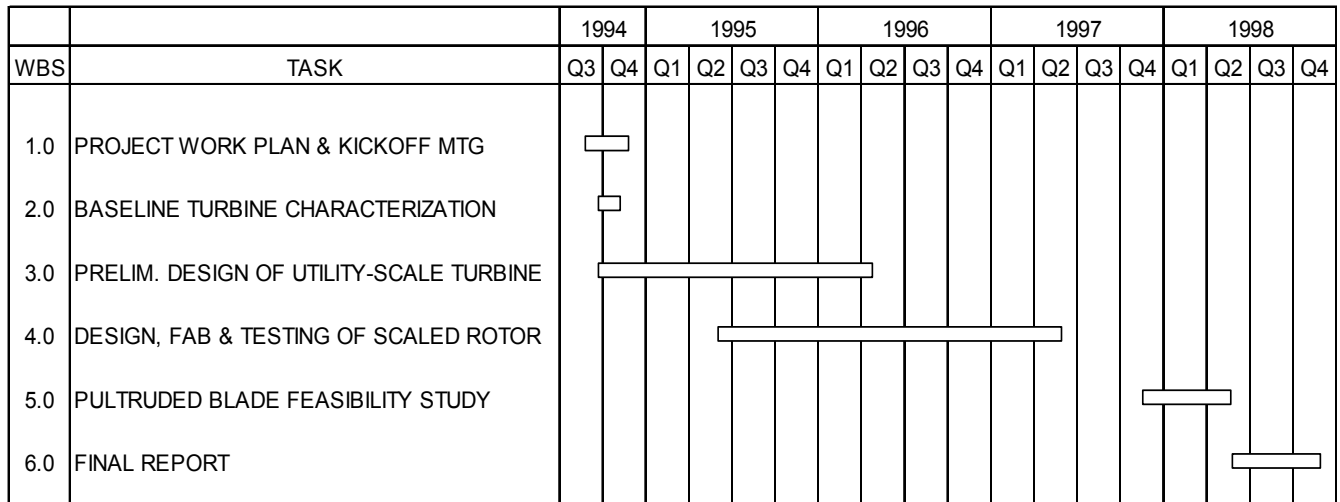 1994 1995 1996 1997 1998
WBS TASK Q3 Q4 Q1 Q2 Q3 Q4 Q1 Q2 Q3 Q4 Q1 Q2 Q3 Q4 Q1 Q2 Q3 Q4
1.0 PROJECT WORK PLAN & KICKOFF MTG
2.0 BASELINE TURBINE CHARACTERIZATION
3.0 PRELIM. DESIGN OF UTILITY-SCALE TURBINE
4.0 DESIGN, FAB & TESTING OF SCALED ROTOR
5.0 PULTRUDED BLADE FEASIBILITY STUDY
6.0 FINAL REPORT